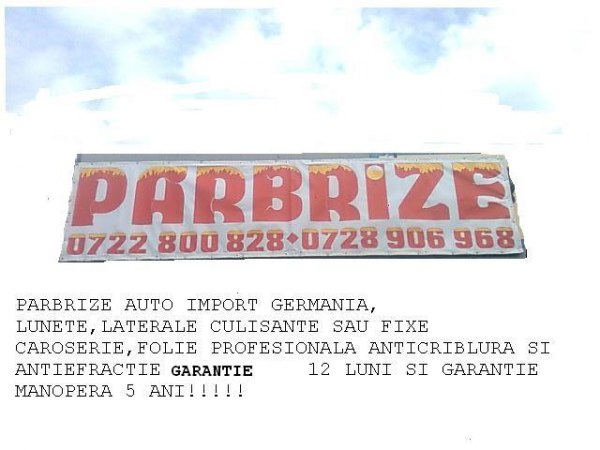 PARBRIZE
0722 800 828 • 0728 906 968
PARBRIZE AUTO IMPORT GERMANIA,
LUNETE,LATERALE CULISANTE SAU FIXE
CAROSERIE,FOLIE PROFESIONALA ANTICRIBLURA SI
ANTIEFRACTIE GARANTIE 12 LUNI SI GARANTIE
MANOPERA 5 ANI!!!!!